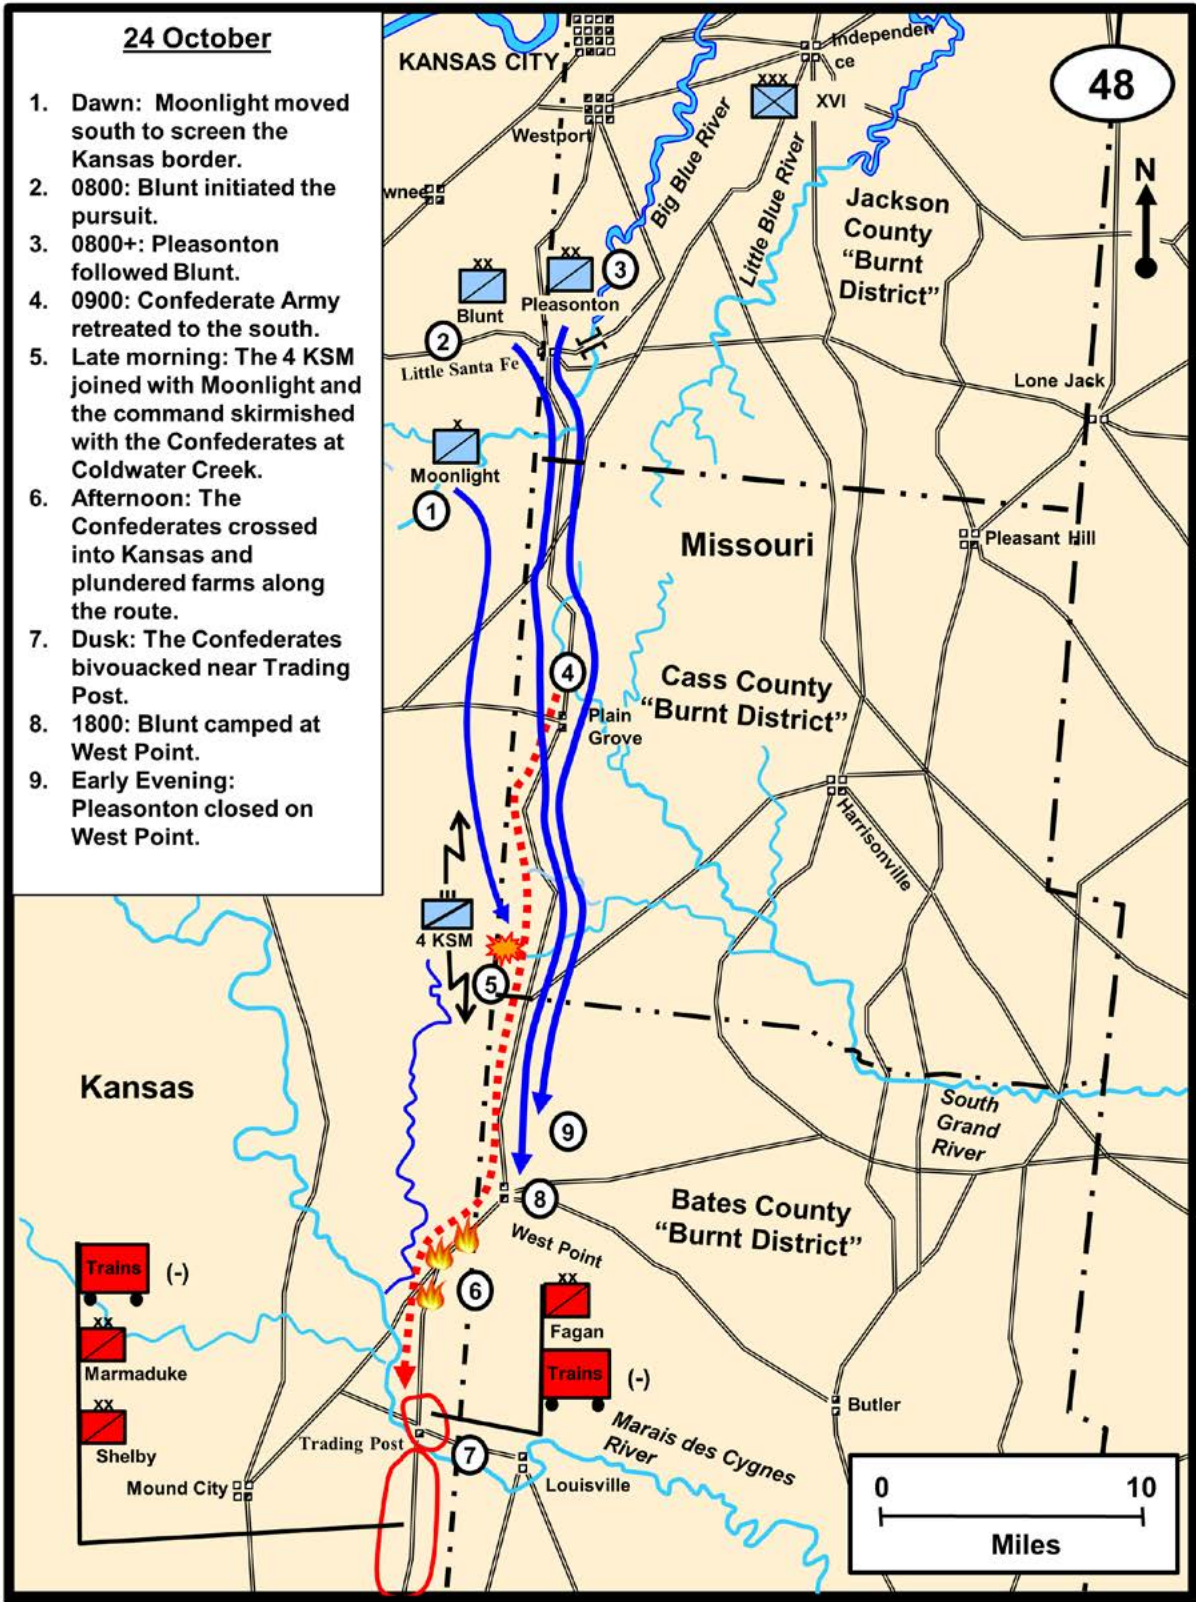 24 October
1. Dawn: Moonlight moved
south to screen the
Kansas border.
2. 0800: Blunt initiated the
pursuit.
3. 0800+: Pleasonton
followed Blunt.
4. 0900: Confederate Army
retreated to the south.
5. Late morning: The 4 KSM
joined with Moonlight and
the command skirmished
with the Confederates at
Coldwater Creek.
6. Afternoon: The
Confederates crossed
into Kansas and
plundered farms along
the route.
7. Dusk: The Confederates
bivouacked near Trading
Post.
8. 1800: Blunt camped at
West Point.
9. Early Evening:
Pleasonton closed on
West Point.
KANSAS CITY
Independen
ce
XXX
XVI
48
Westport
Big Blue River
Little Blue River
wnee
Jackson
County
“Burnt
District”
N
XX
Blunt
XX
Pleasonton
3
2
Little Santa Fe
Lone Jack
X
Moonlight
1
Missouri
Pleasant Hill
4
Cass County
“Burnt District”
Plain
Grove
Harrisonville
III
4 KSM
5
Kansas
South
Grand
River
9
8
West Point
Bates County
“Burnt District”
Trains
(-)
6
XX
Marmaduke
XX
Fagan
Trains
(-)
XX
Shelby
Butler
Trading Post
7
Marais des Cygnes
River
Mound City
Louisville
0 10
Miles